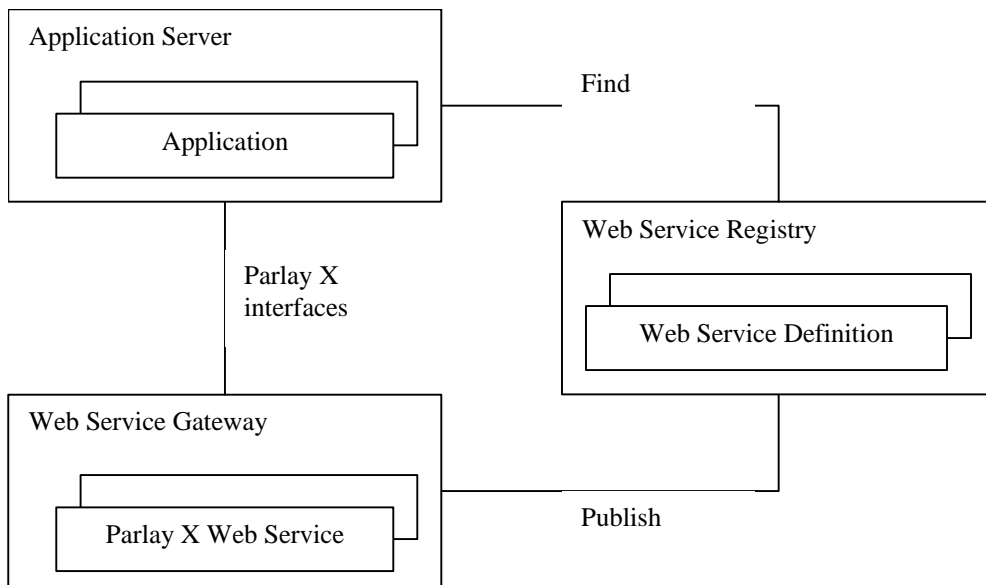 Application Server
Find
Application
Web Service Registry
Parlay X
interfaces
Web Service Definition
Web Service Gateway
Publish
Parlay X Web Service